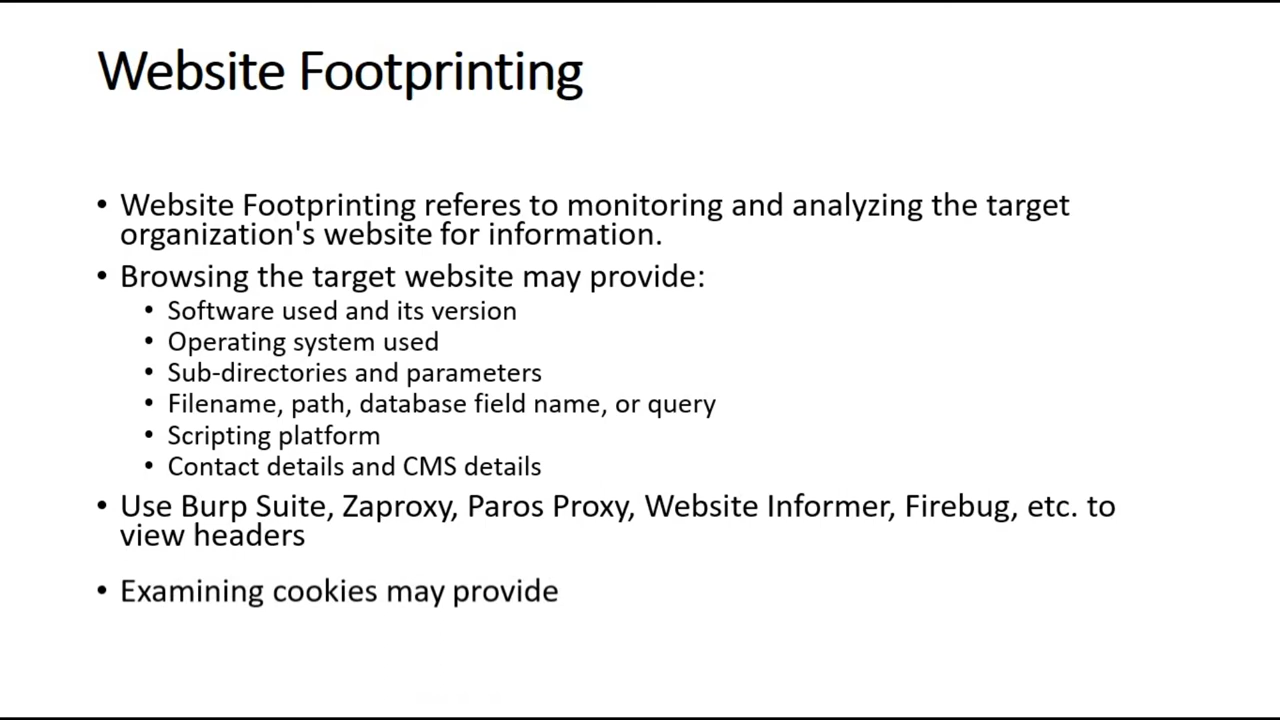 Website Footprinting
• Website Footprinting referes to monitoring and analyzing the target
organization's website for information.
• Browsing the target website may provide:
• Software used and its version
• Operating system used
• Sub-directories and parameters
• Filename, path, database field name, or query
• Scripting platform
• Contact details and CMS details
• Use Burp Suite, Zaproxy, Paros Proxy, Website Informer, Firebug, etc. to
view headers
• Examining cookies may provide